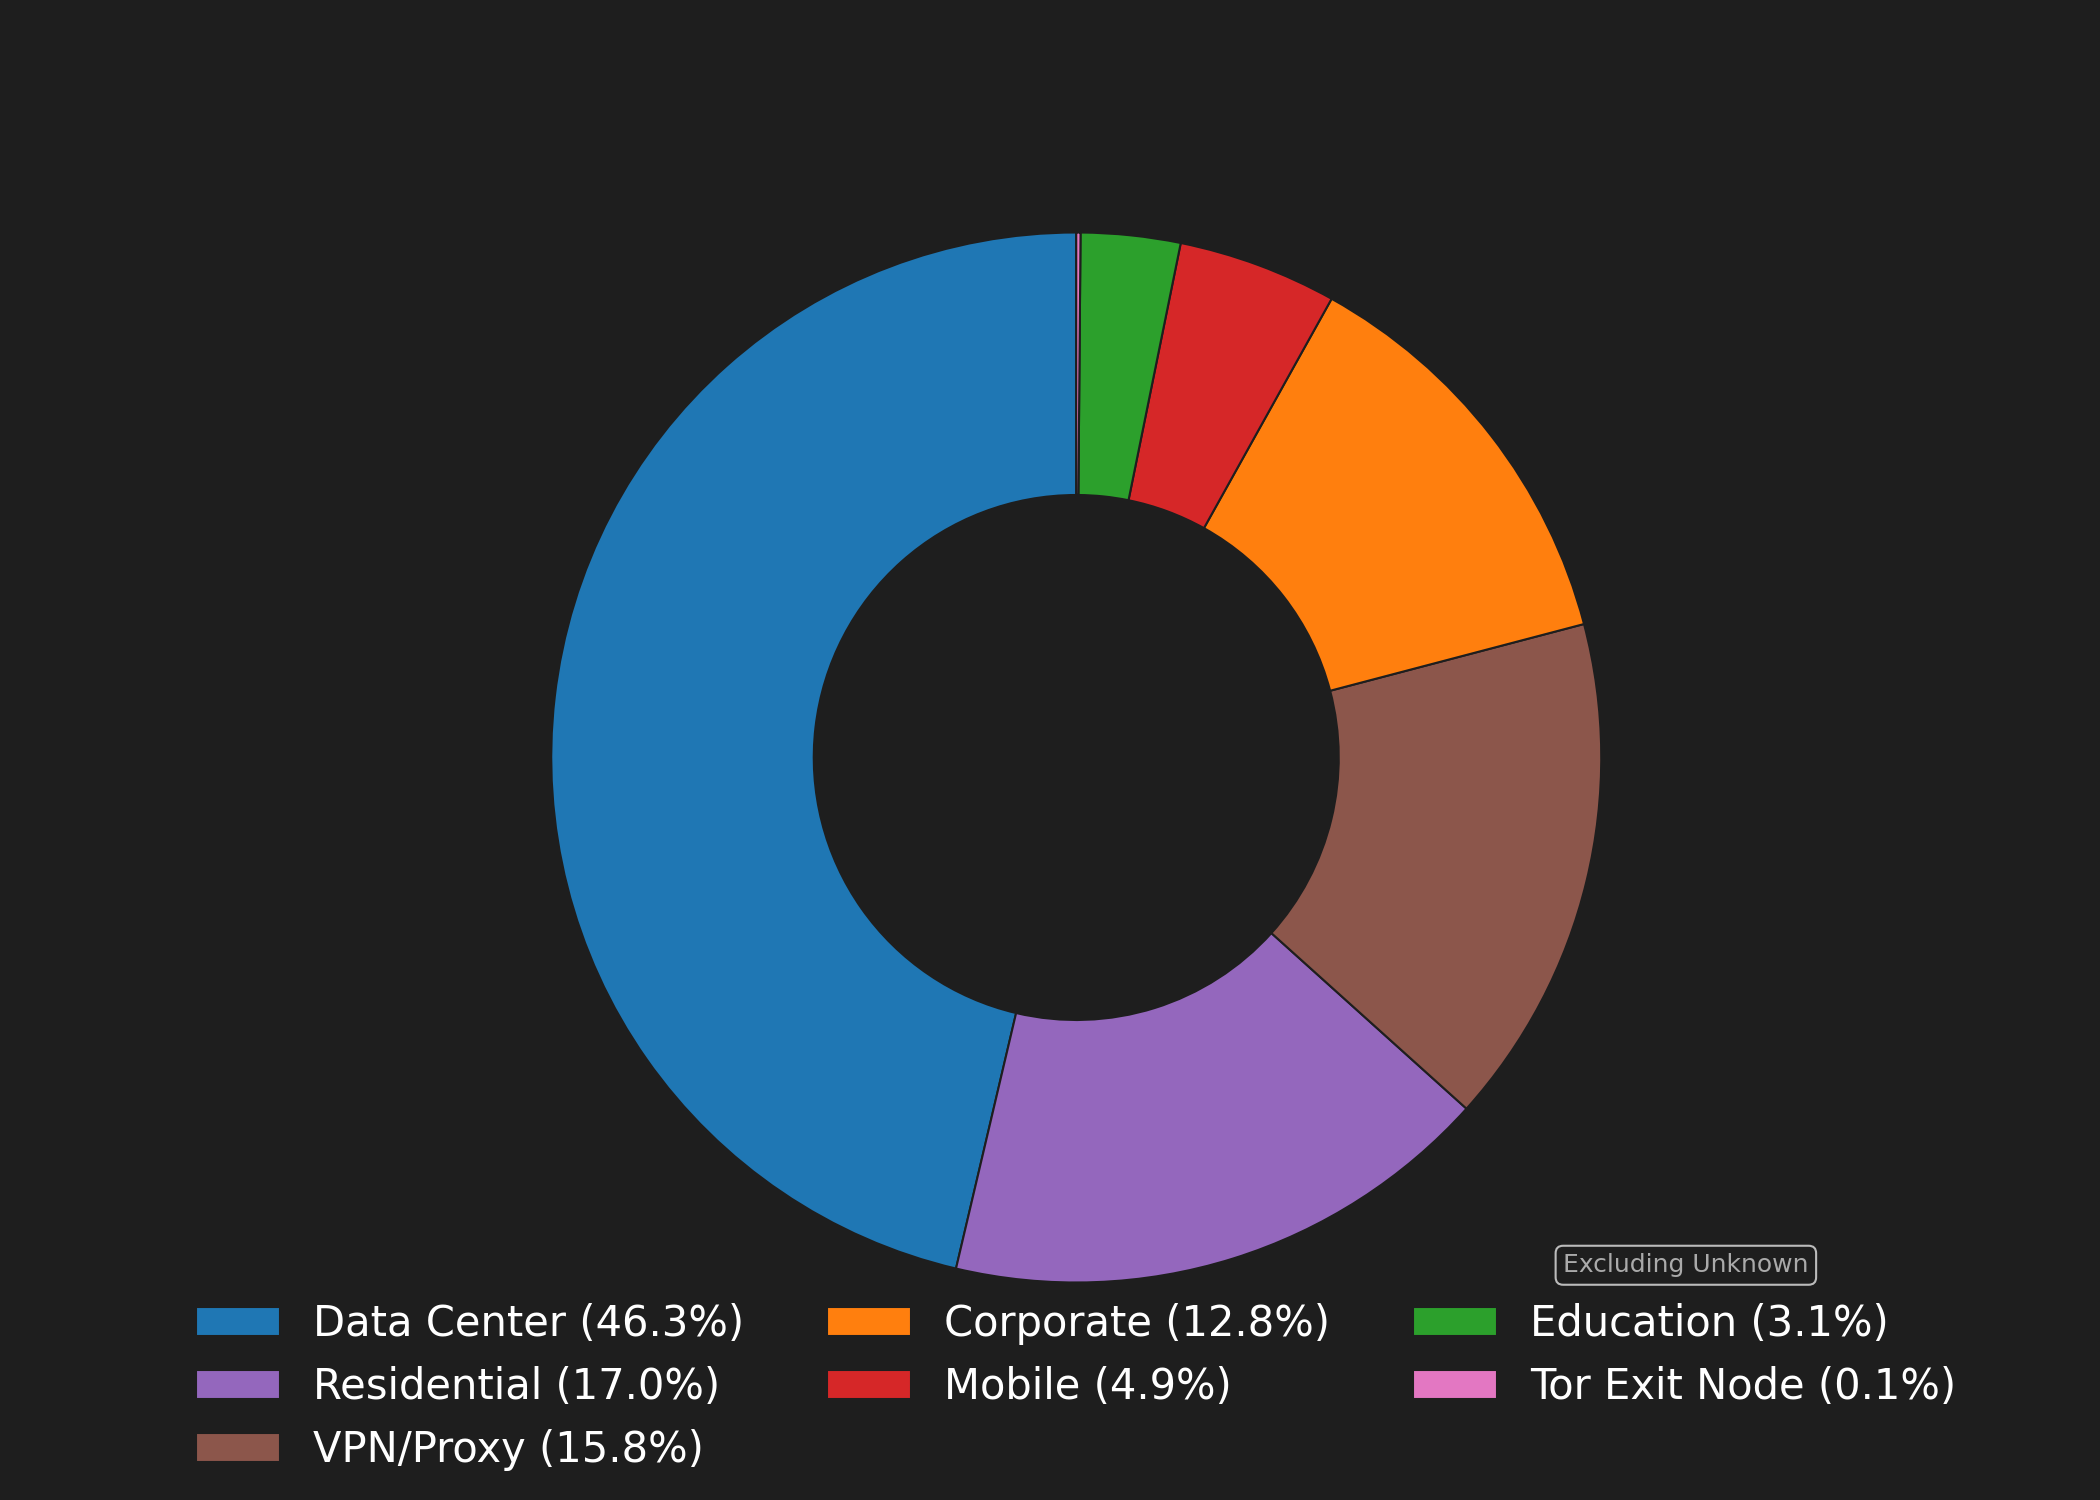 Excluding Unknown
Data Center (46.3%)
Residential (17.0%)
VPN/Proxy (15.8%)
Corporate (12.8%)
Mobile (4.9%)
Education (3.1%)
Tor Exit Node (0.1%)